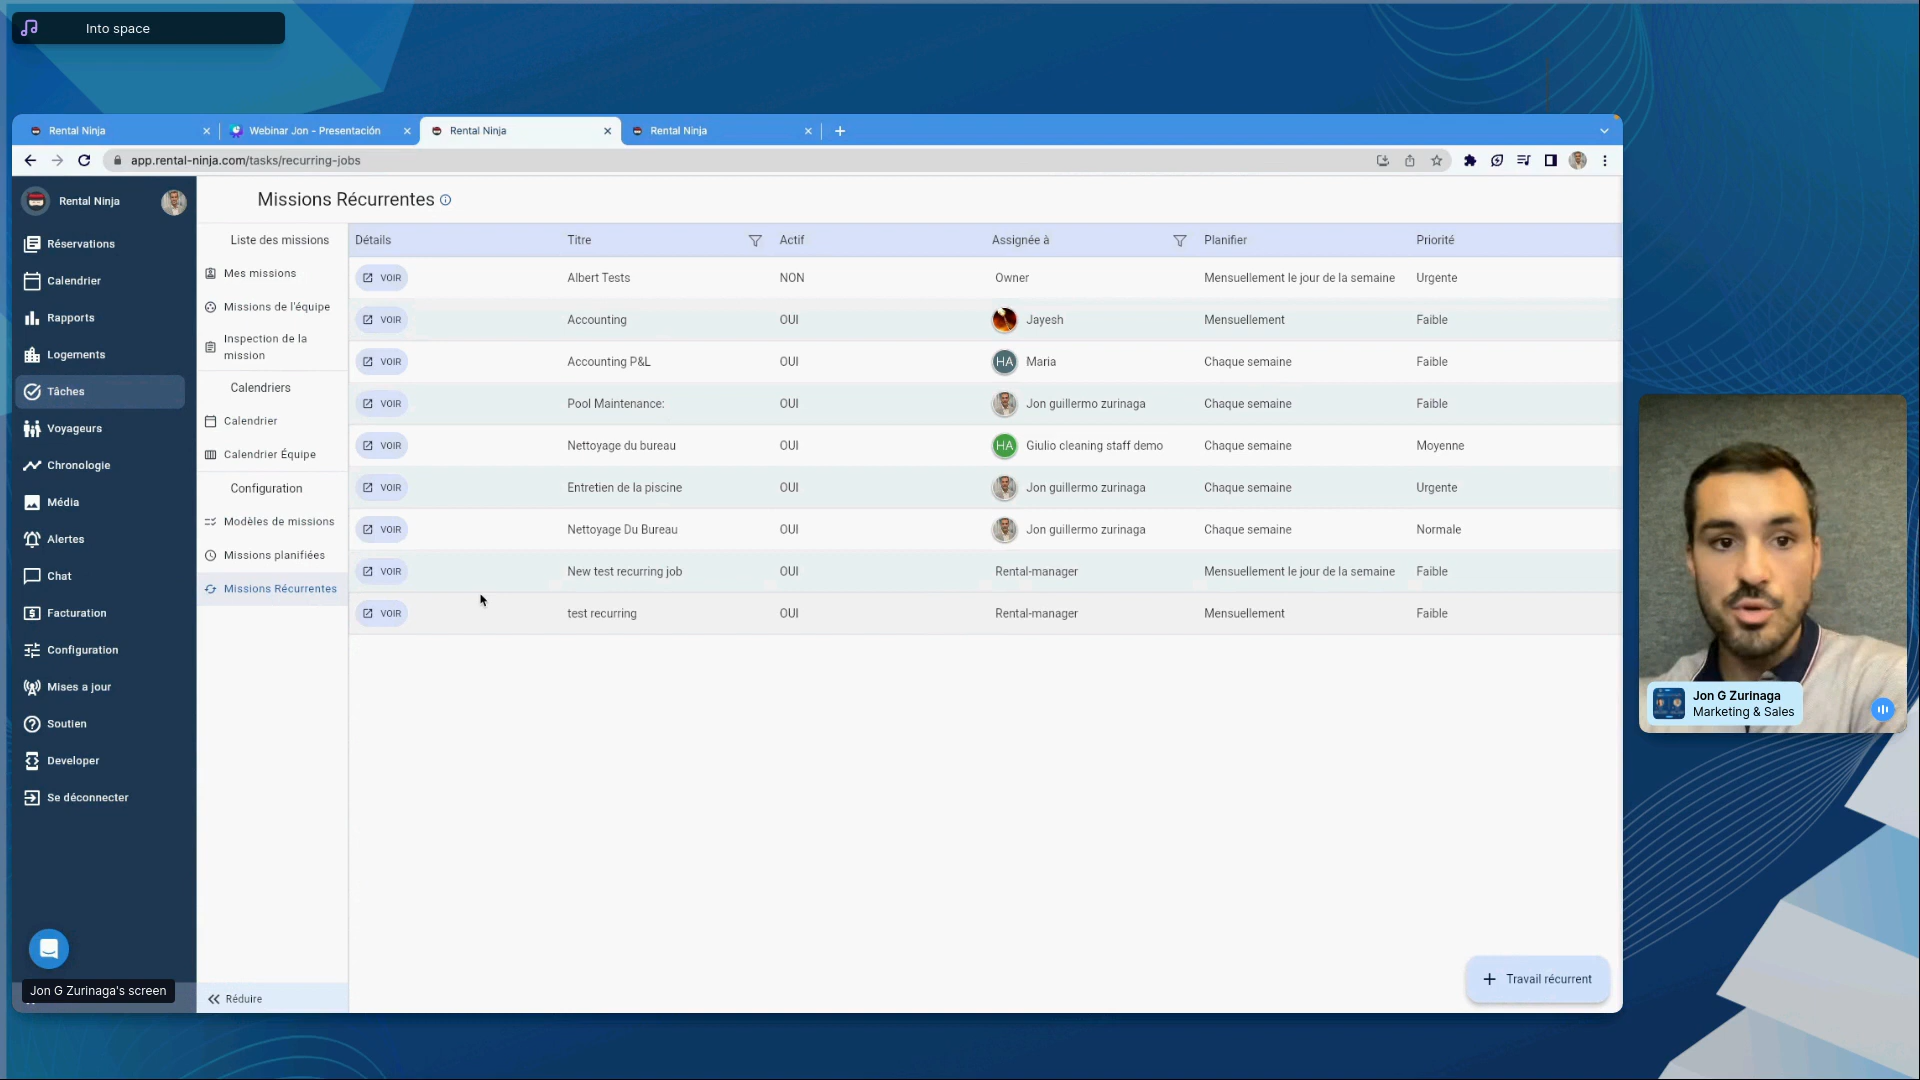 Into space
Rental Ninja
Webinar Jon - Presentación
Rental Ninja
Rental Ninja
app.rental-ninja.com/tasks/recurring-jobs
Rental Ninja
Réservations
Calendrier
Rapports
Logements
Tâches
Voyageurs
Chronologie
Média
Alertes
Chat
Facturation
Configuration
Mises a jour
Soutien
Developer
Se déconnecter
Jon G Zurinaga's screen
Missions Récurrentes
Liste des missions
Mes missions
Missions de l'équipe
Inspection de la
mission
Calendriers
Calendrier
Calendrier Équipe
Configuration
Modèles de missions
Missions planifiées
Missions Récurrentes
Réduire
Détails Titre Actif Assignée à Planifier Priorité
VOIR Albert Tests NON Owner Mensuellement le jour de la semaine Urgente
VOIR Accounting OUI Jayesh Mensuellement Faible
VOIR Accounting P&L OUI HA Maria Chaque semaine Faible
VOIR Pool Maintenance: OUI Jon guillermo zurinaga Chaque semaine Faible
VOIR Nettoyage du bureau OUI HA Giulio cleaning staff demo Chaque semaine Moyenne
VOIR Entretien de la piscine OUI Jon guillermo zurinaga Chaque semaine Urgente
VOIR Nettoyage Du Bureau OUI Jon guillermo zurinaga Chaque semaine Normale
VOIR New test recurring job OUI Rental-manager Mensuellement le jour de la semaine Faible
VOIR test recurring OUI Rental-manager Mensuellement Faible
Travail récurrent
Jon G Zurinaga
Marketing & Sales